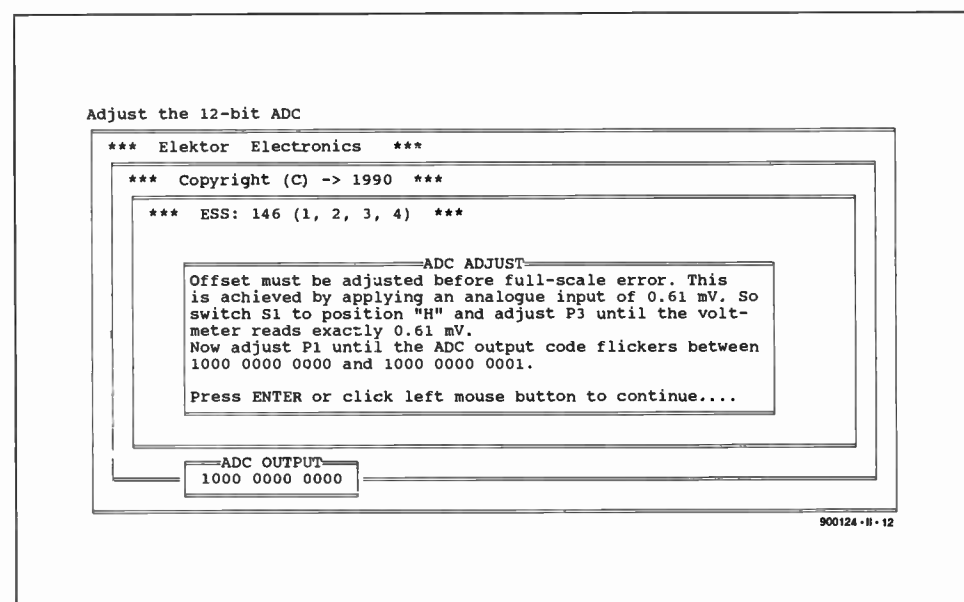 Adjust the 12-bit ADC
*** Elektor Electronics ***
*** Copyright (C) -> 1990 ***
*** ESS: 146 (1, 2, 3, 4) ***
ADC ADJUST
Offset must be adjusted before full-scale error. This
is achieved by applying an analogue input of 0.61 mV. So
switch S1 to position "H" and adjust P3 until the volt-
meter reads exactly 0.61 mV.
Now adjust P1 until the ADC output code flickers between
1000 0000 0000 and 1000 0000 0001.
Press ENTER or click left mouse button to continue....
ADC OUTPUT
1000 0000 0000
900124 - II - 12